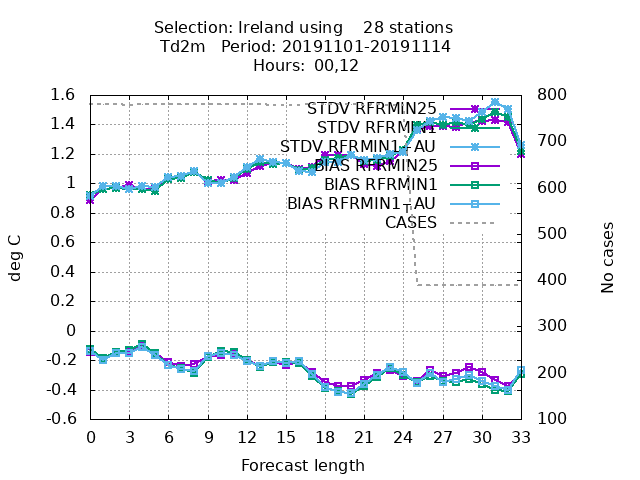 Selection: Ireland using    28 stations
Td2m   Period: 20191101-20191114
Hours:  00,12
1.6
1.4
1.2
1
0.8
0.6
0.4
0.2
0
-0.2
-0.4
-0.6
deg C
800
700
600
500
400
300
200
100
No cases
STDV RFRMIN25
STDV RFRMIN1
STDV RFRMIN1_AU
BIAS RFRMIN25
BIAS RFRMIN1
BIAS RFRMIN1_AU
CASES
0 3 6 9 12 15 18 21 24 27 30 33
Forecast length